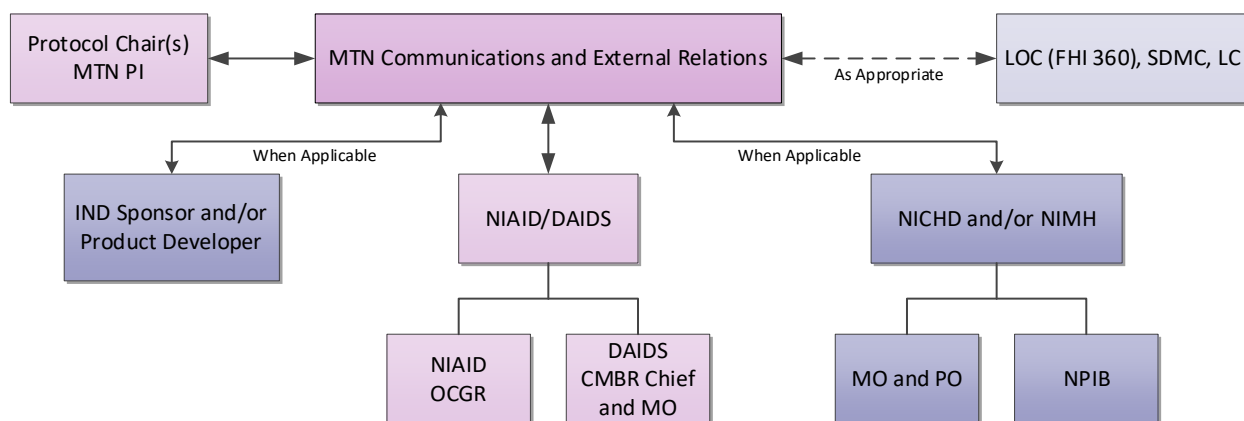 Protocol Chair(s)
MTN PI
MTN Communications and External Relations
As Appropriate
LOC (FHI 360), SDMC, LC
When Applicable
When Applicable
IND Sponsor and/or
Product Developer
NIAID/DAIDS
NICHD and/or NIMH
NIAID
OCGR
DAIDS
CMBR Chief
and MO
MO and PO
NPIB